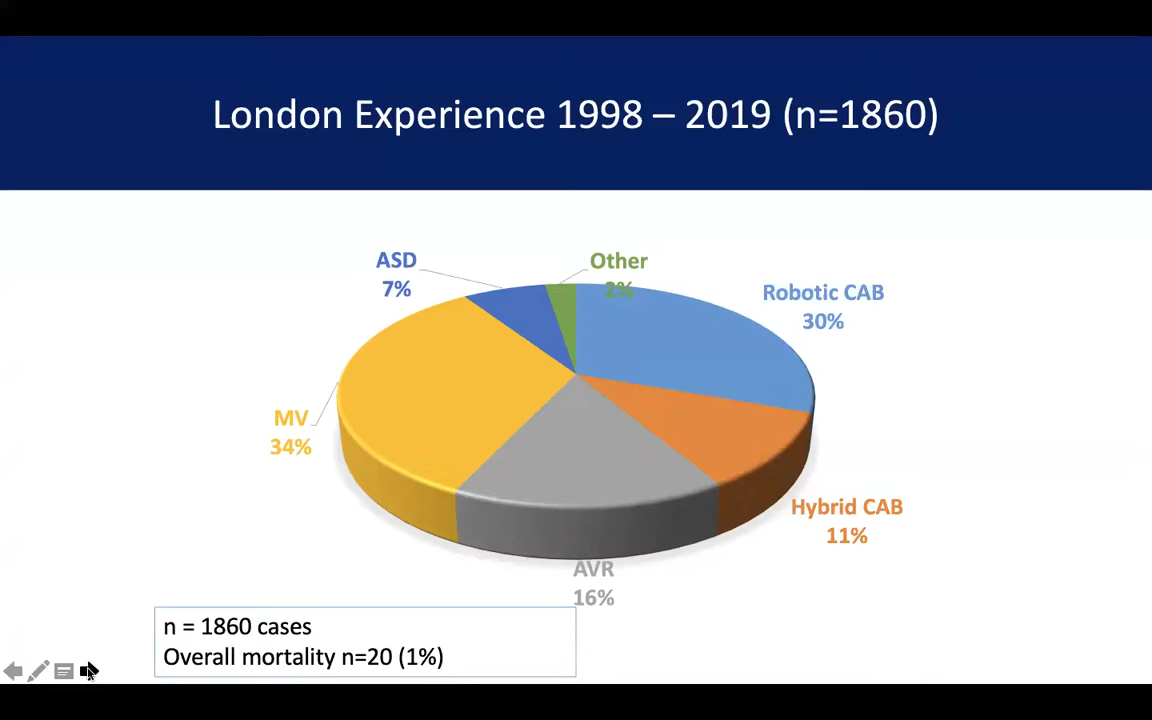 London Experience 1998 – 2019 (n=1860)
ASD
7%
Other
2%
Robotic CAB
30%
MV
34%
Hybrid CAB
11%
AVR
16%
n = 1860 cases
Overall mortality n=20 (1%)